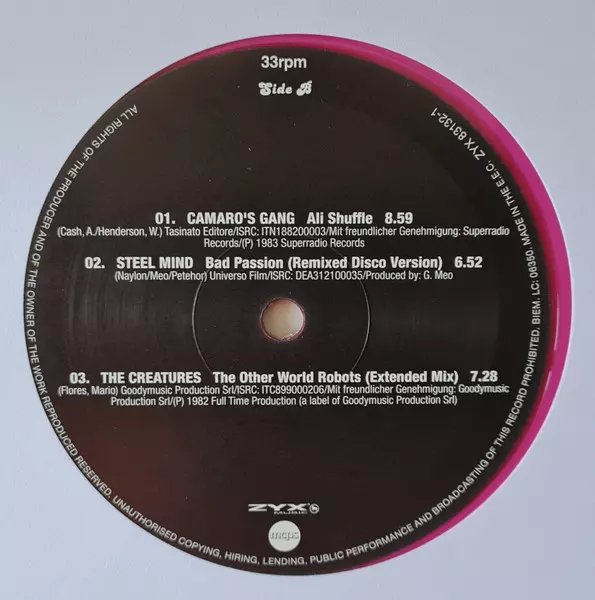 33rpm
Side B
01. CAMARO'S GANG Ali Shuffle 8.59
(Cash, A./Henderson, W.) Tasinato Editore/ISRC: ITN188200003/Mit freundlicher Genehmigung: Superradio
Records/(P) 1983 Superradio Records
02. STEEL MIND Bad Passion (Remixed Disco Version) 6.52
(Naylon/Meo/Petehor) Universo Film/ISRC: DEA312100035/Produced by: G. Meo
03. THE CREATURES The Other World Robots (Extended Mix) 7.28
(Flores, Mario) Goodymusic Production Srl/ISRC: ITC899000206/Mit freundlicher Genehmigung: Goodymusic
Production Srl/(P) 1982 Full Time Production (a label of Goodymusic Production Srl)
ZYX
MUSIC
mcps
ALL RIGHTS OF THE PRODUCER AND OF THE OWNER OF THE WORK REPRODUCED RESERVED. UNAUTHORISED COPYING, HIRING, LENDING, PUBLIC PERFORMANCE AND BROADCASTING OF THIS RECORD PROHIBITED. BIEM. LC: 06350. MADE IN THE E.E.C. ZYX 83132-1